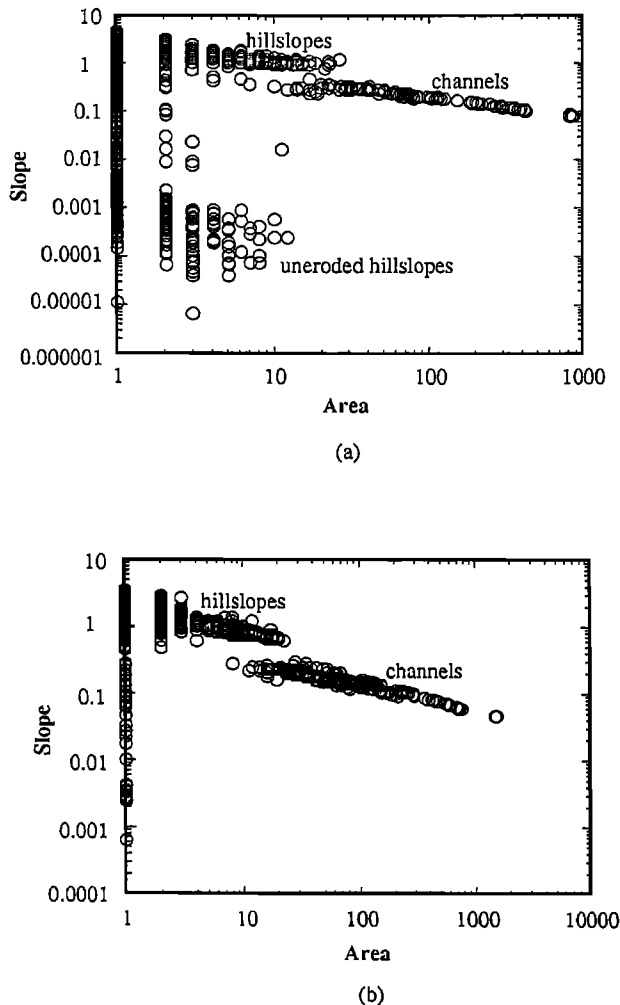 10
hillslopes
1
channels
0.1
0.01
Slope
0.001
0.0001
uneroded hillslopes
0.00001
0.000001
1 10 100 1000
Area
(a)
10
hillslopes
1
channels
0.1
Slope
0.01
0.001
0.0001
1 10 100 1000 10000
Area
(b)